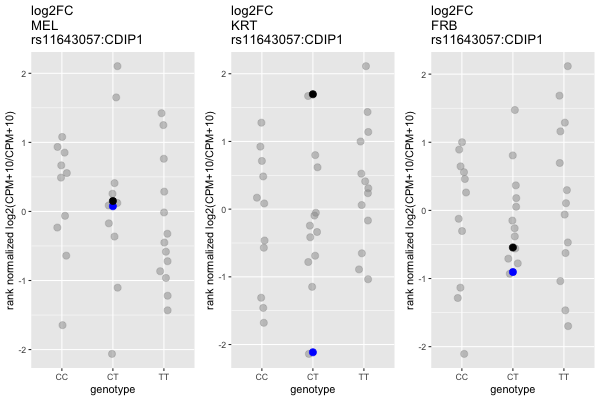 log2FC
MEL
rs11643057:CDIP1
rank normalized log2(CPM+10/CPM+10)
2
1
0
-1
-2
CC
CT
TT
genotype
log2FC
KRT
rs11643057:CDIP1
rank normalized log2(CPM+10/CPM+10)
2
1
0
-1
-2
CC
CT
TT
genotype
log2FC
FRB
rs11643057:CDIP1
rank normalized log2(CPM+10/CPM+10)
2
1
0
-1
-2
CC
CT
TT
genotype